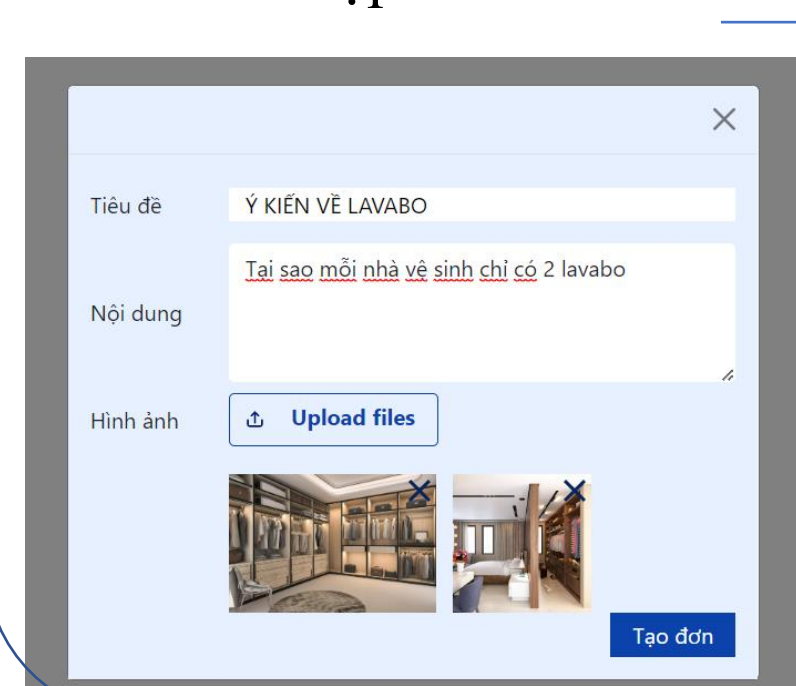 Tiêu đề
Ý KIẾN VỀ LAVABO
Nội dung
Tại sao mỗi nhà vệ sinh chỉ có 2 lavabo
Hình ảnh
Upload files
Tạo đơn